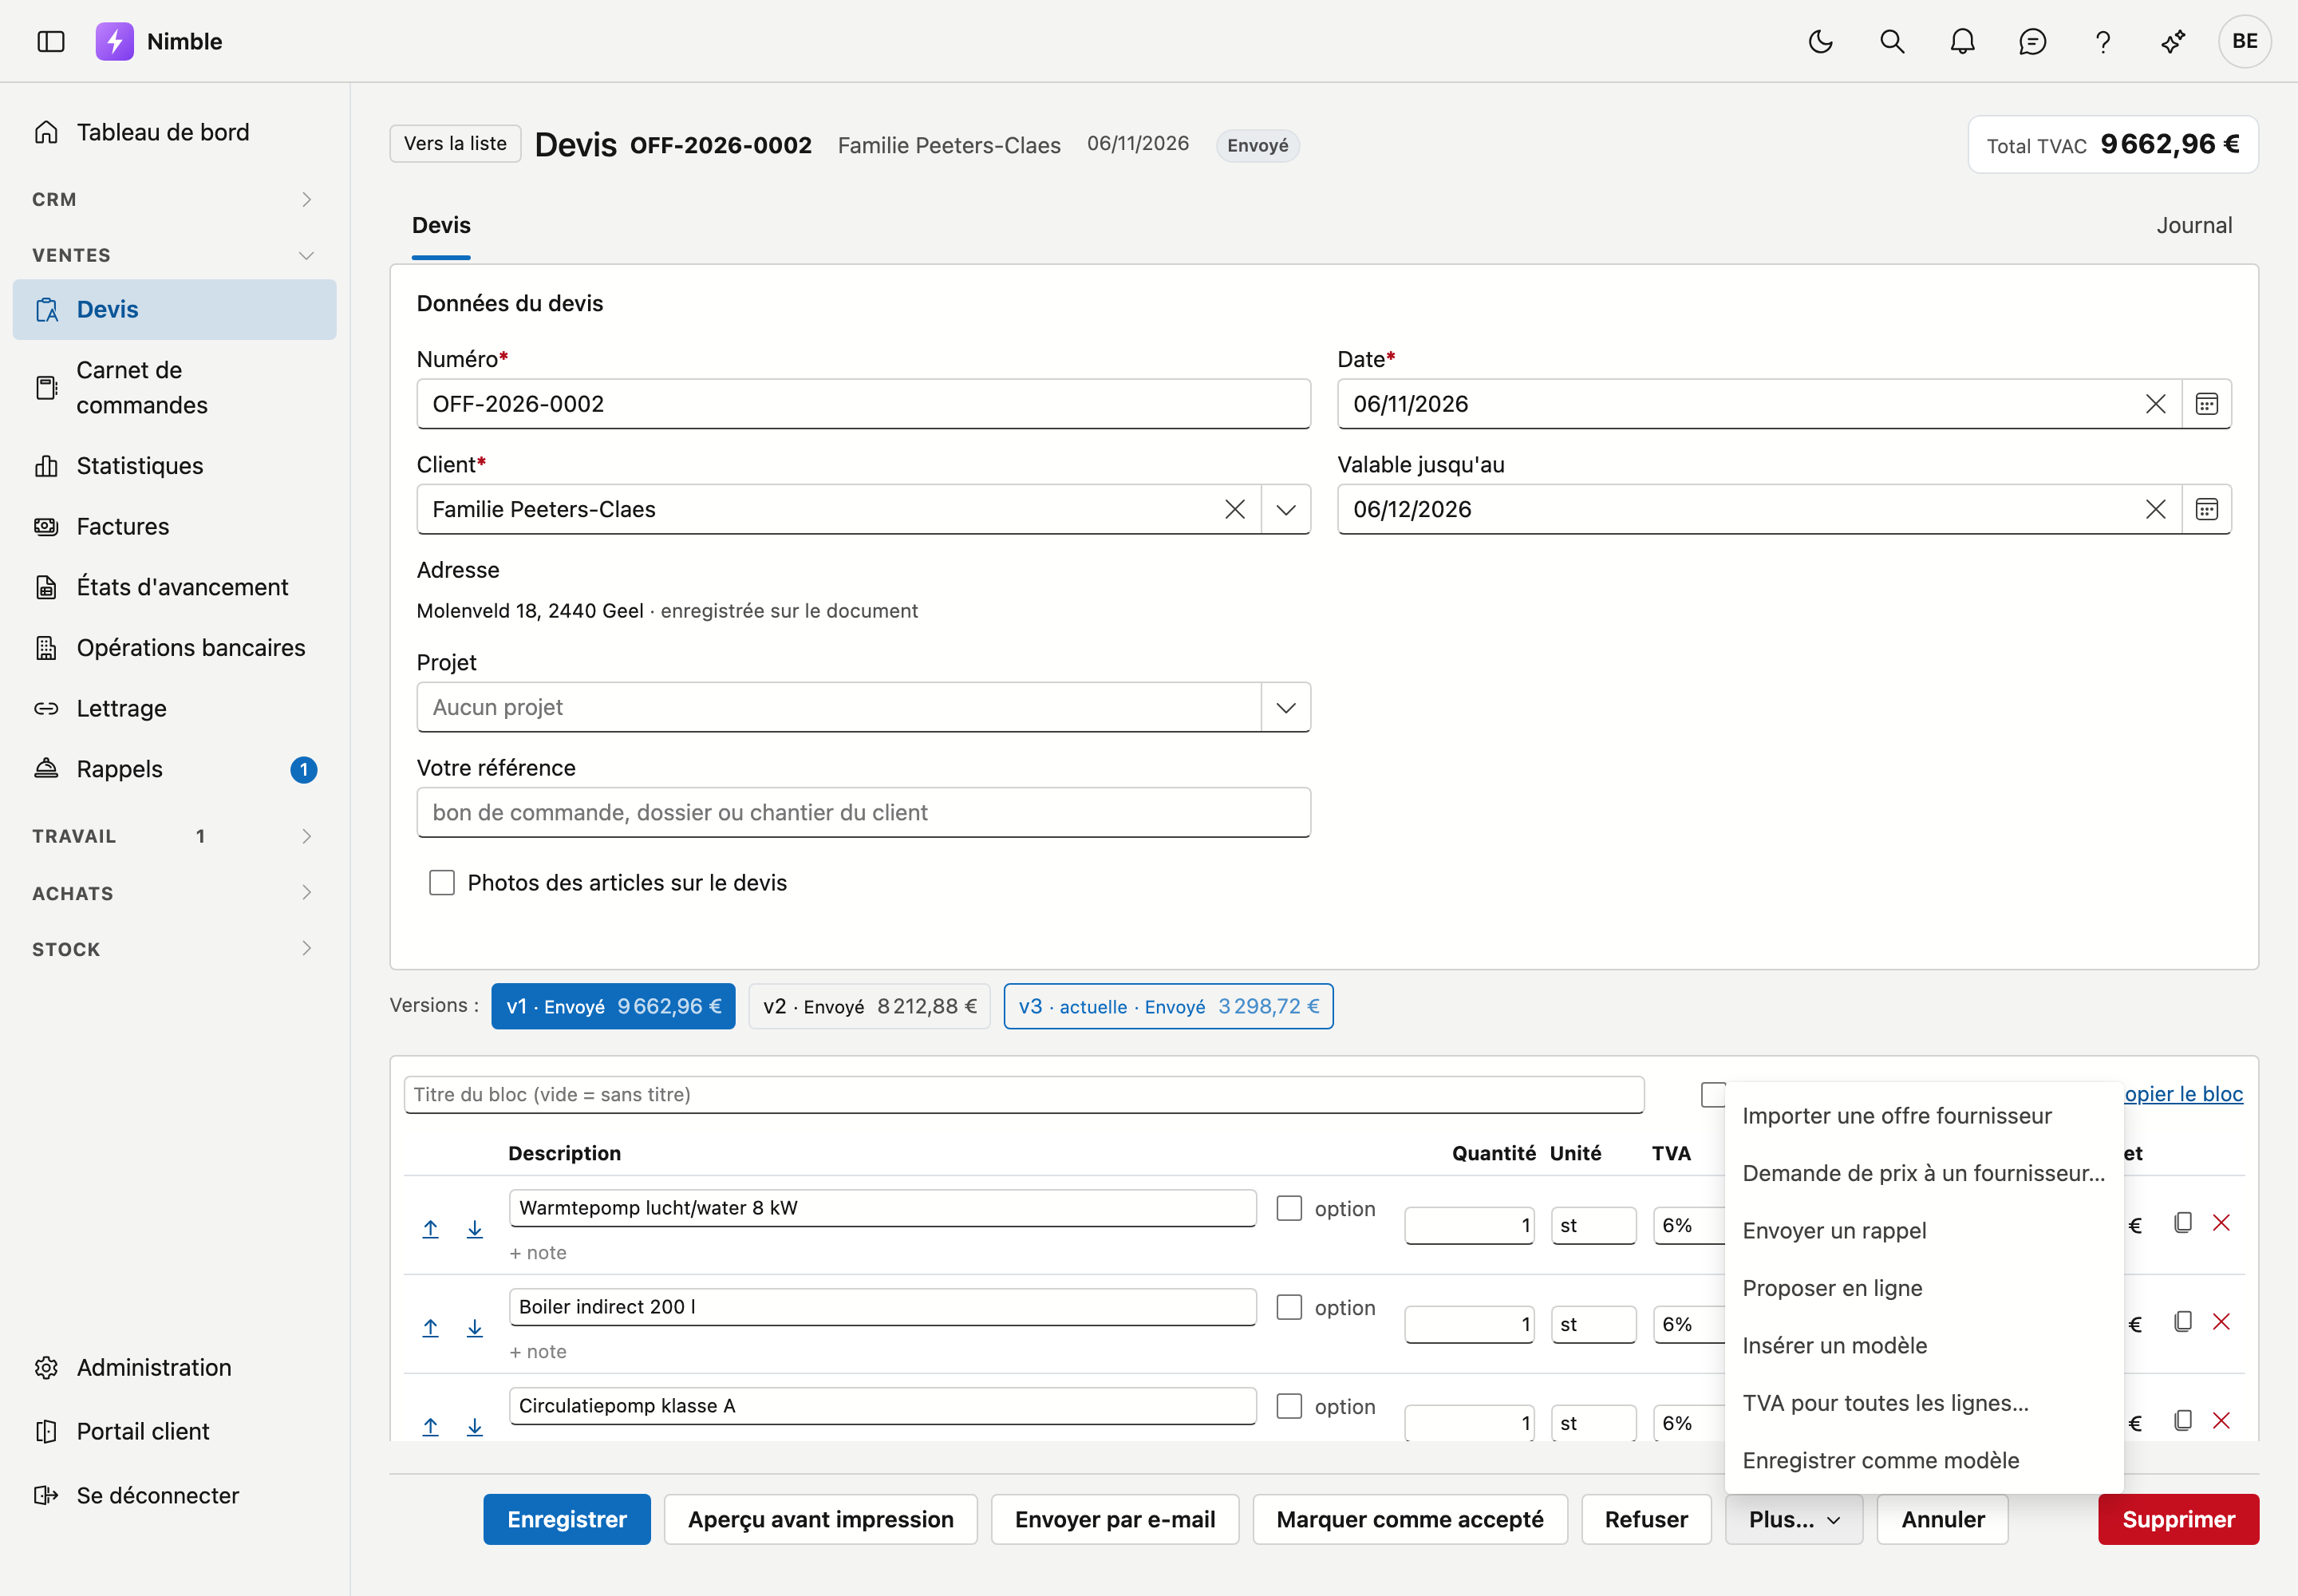 Nimble
BE
Tableau de bord
CRM
VENTES
Devis
Carnet de
commandes
Statistiques
Factures
États d'avancement
Opérations bancaires
Lettrage
Rappels 1
TRAVAIL 1
ACHATS
STOCK
Administration
Portail client
Se déconnecter
Vers la liste Devis OFF-2026-0002 Familie Peeters-Claes 06/11/2026 Envoyé Total TVAC 9 662,96 €
Devis Journal
Données du devis
Numéro* Date*
OFF-2026-0002 06/11/2026
Client* Valable jusqu'au
Familie Peeters-Claes 06/12/2026
Adresse
Molenveld 18, 2440 Geel · enregistrée sur le document
Projet
Aucun projet
Votre référence
bon de commande, dossier ou chantier du client
Photos des articles sur le devis
Versions : v1 · Envoyé 9 662,96 € v2 · Envoyé 8 212,88 € v3 · actuelle · Envoyé 3 298,72 €
Titre du bloc (vide = sans titre) opier le bloc
Description Quantité Unité TVA et
Warmtepomp lucht/water 8 kW option 1 st 6% €
+ note
Boiler indirect 200 l option 1 st 6% €
+ note
Circulatiepomp klasse A option 1 st 6% €
Importer une offre fournisseur
Demande de prix à un fournisseur...
Envoyer un rappel
Proposer en ligne
Insérer un modèle
TVA pour toutes les lignes...
Enregistrer comme modèle
Enregistrer Aperçu avant impression Envoyer par e-mail Marquer comme accepté Refuser Plus... Annuler Supprimer